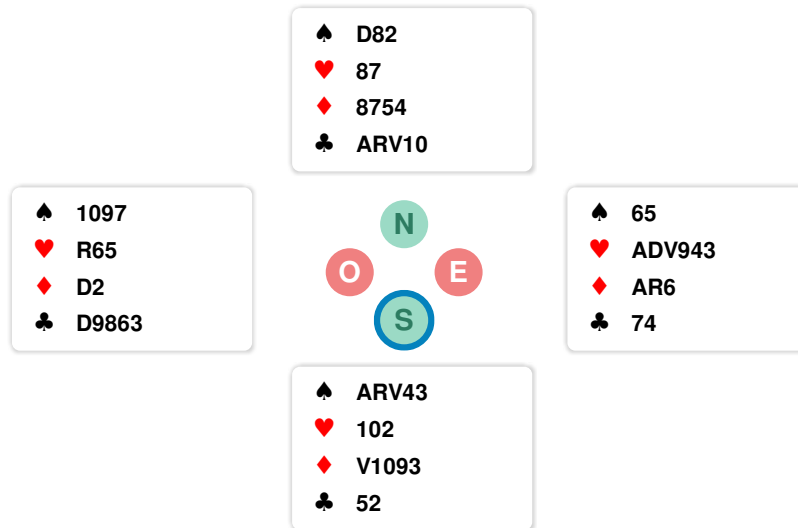 ♠ D82
♥ 87
♦ 8754
♣ ARV10
♠ 1097
♥ R65
♦ D2
♣ D9863
N
O E
S
♠ 65
♥ ADV943
♦ AR6
♣ 74
♠ ARV43
♥ 102
♦ V1093
♣ 52